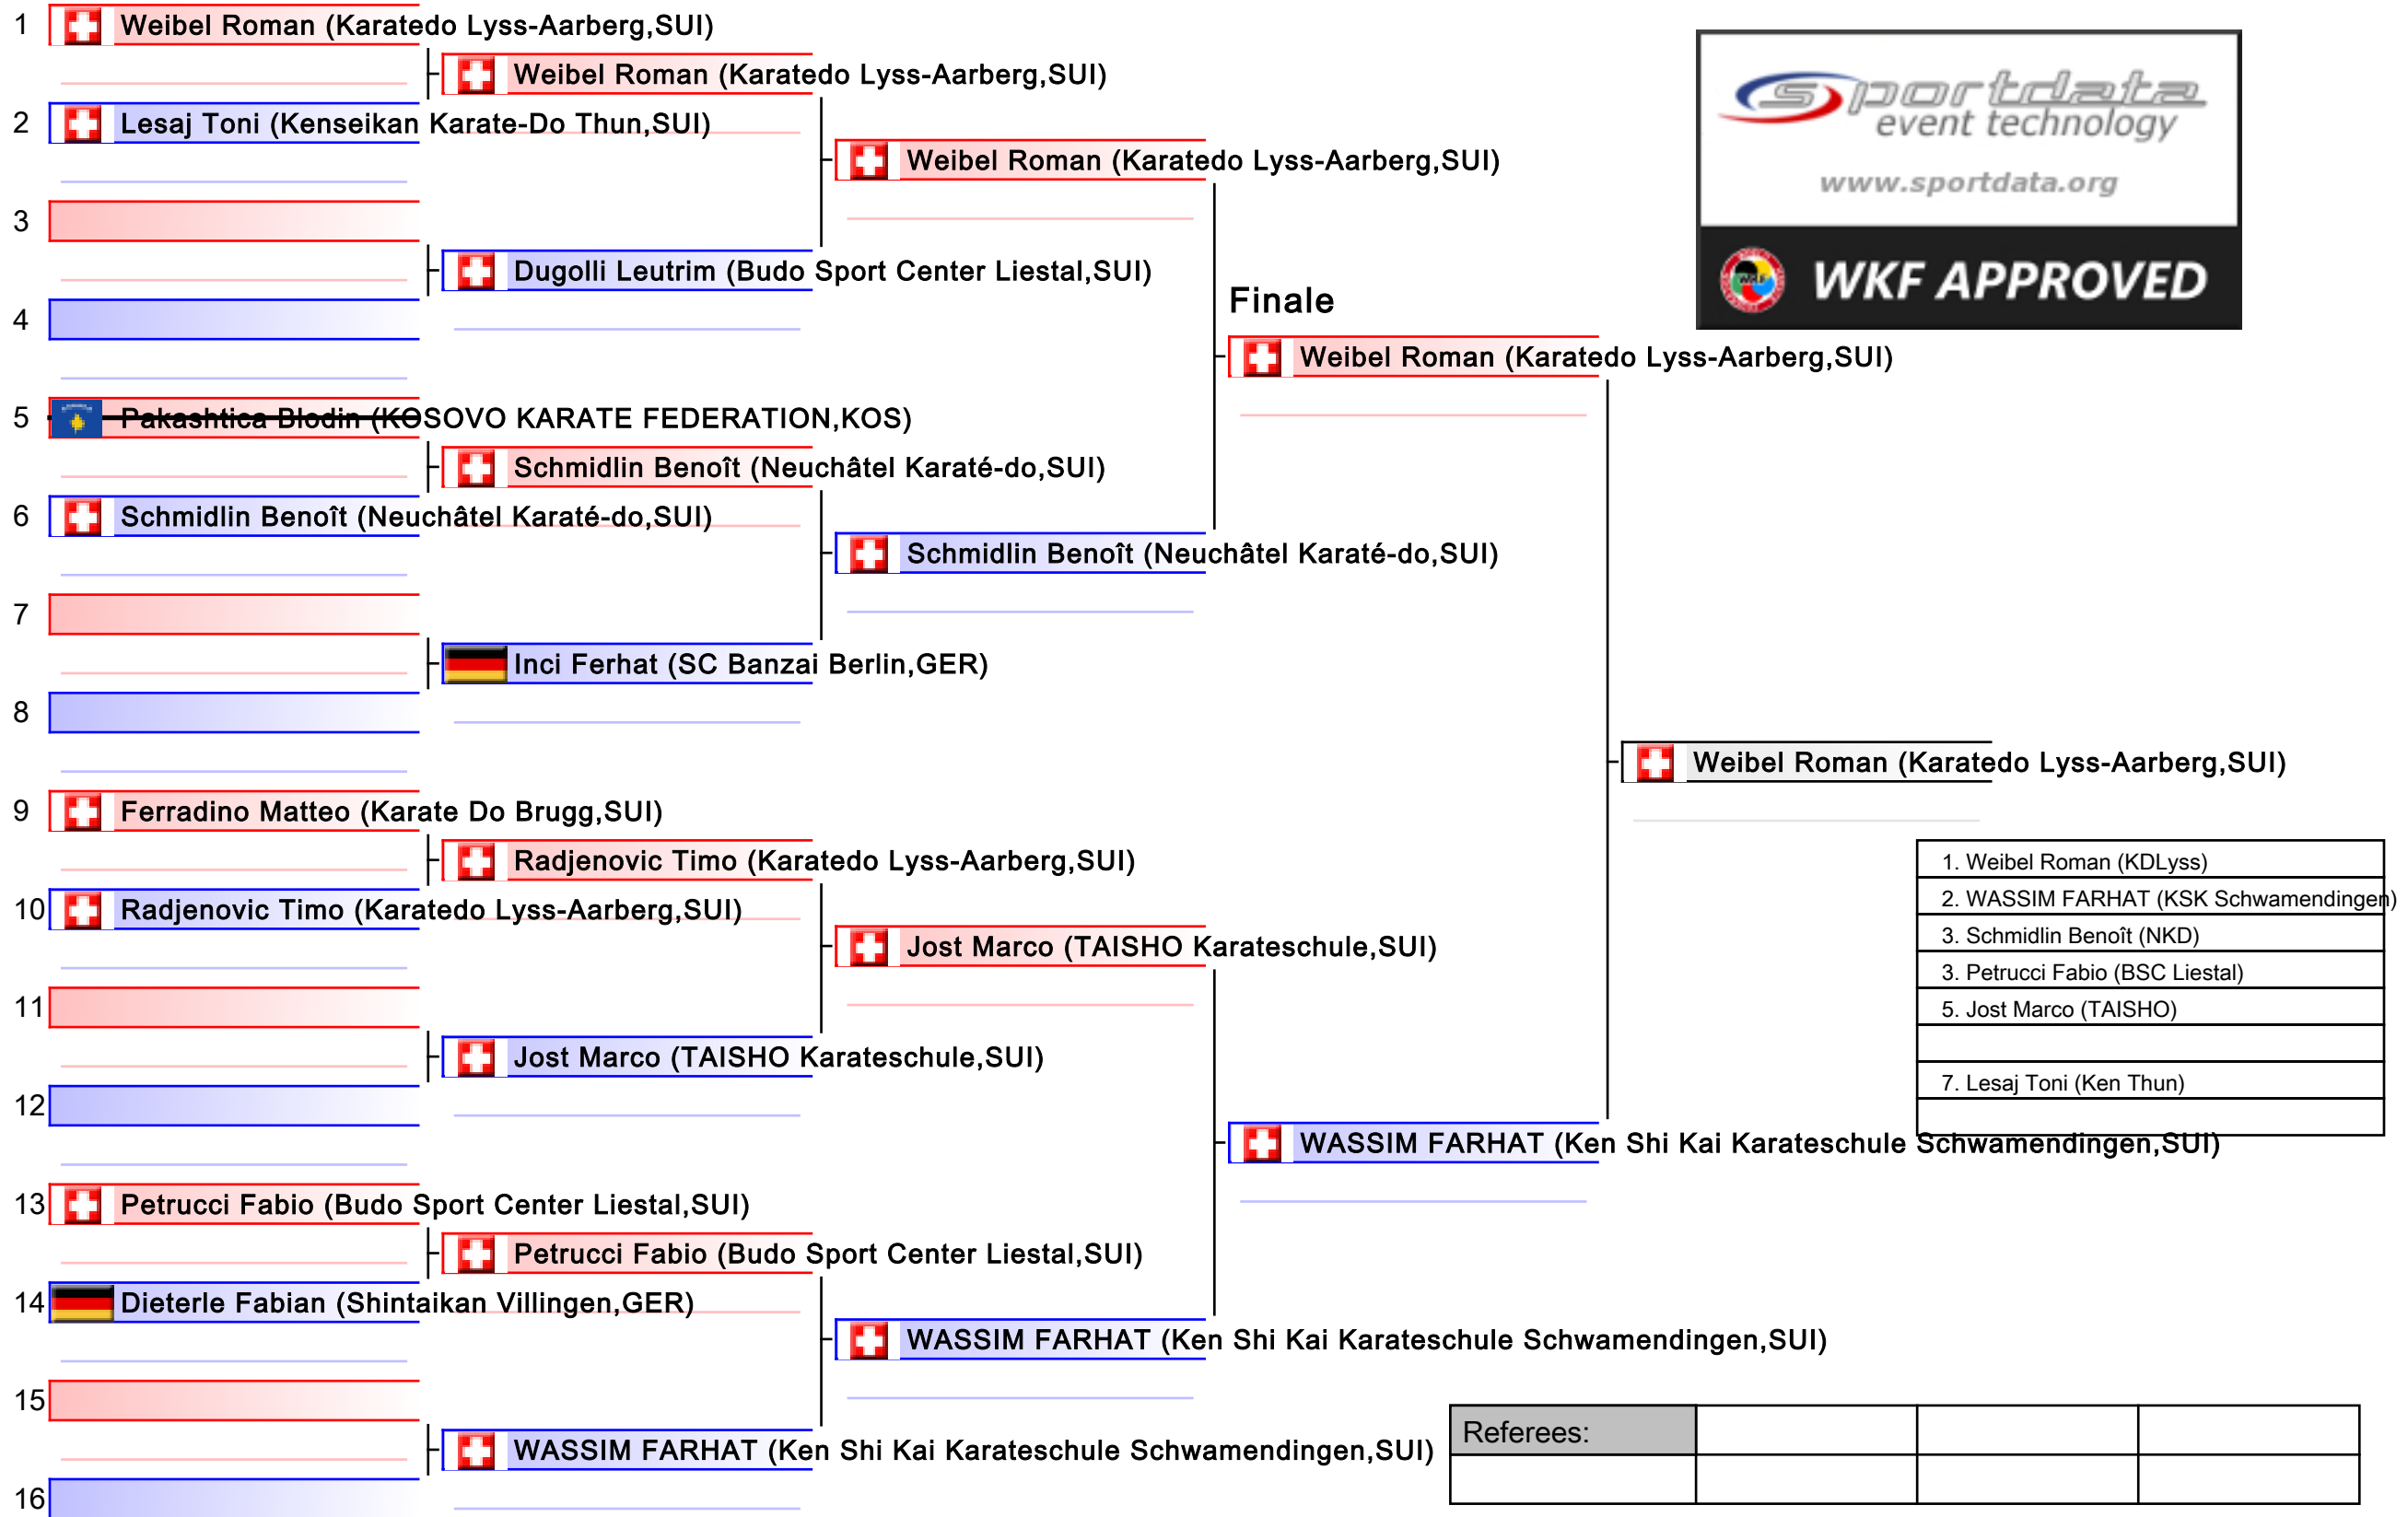 1 Weibel Roman (Karatedo Lyss-Aarberg,SUI)
Weibel Roman (Karatedo Lyss-Aarberg,SUI)
2 Lesaj Toni (Kenseikan Karate-Do Thun,SUI)
Weibel Roman (Karatedo Lyss-Aarberg,SUI)
3
Dugolli Leutrim (Budo Sport Center Liestal,SUI)
4
Finale
Weibel Roman (Karatedo Lyss-Aarberg,SUI)
5 Pakashtica Blodin (KOSOVO KARATE FEDERATION,KOS)
Schmidlin Benoît (Neuchâtel Karaté-do,SUI)
6 Schmidlin Benoît (Neuchâtel Karaté-do,SUI)
Schmidlin Benoît (Neuchâtel Karaté-do,SUI)
7
Inci Ferhat (SC Banzai Berlin,GER)
8
Weibel Roman (Karatedo Lyss-Aarberg,SUI)
9 Ferradino Matteo (Karate Do Brugg,SUI)
Radjenovic Timo (Karatedo Lyss-Aarberg,SUI)
10 Radjenovic Timo (Karatedo Lyss-Aarberg,SUI)
Jost Marco (TAISHO Karateschule,SUI)
11
Jost Marco (TAISHO Karateschule,SUI)
12
WASSIM FARHAT (Ken Shi Kai Karateschule Schwamendingen,SUI)
13 Petrucci Fabio (Budo Sport Center Liestal,SUI)
Petrucci Fabio (Budo Sport Center Liestal,SUI)
14 Dieterle Fabian (Shintaikan Villingen,GER)
WASSIM FARHAT (Ken Shi Kai Karateschule Schwamendingen,SUI)
15
WASSIM FARHAT (Ken Shi Kai Karateschule Schwamendingen,SUI)
16
sportdata
event technology
www.sportdata.org
WKF APPROVED
1. Weibel Roman (KDLyss)
2. WASSIM FARHAT (KSK Schwamendingen)
3. Schmidlin Benoît (NKD)
3. Petrucci Fabio (BSC Liestal)
5. Jost Marco (TAISHO)
7. Lesaj Toni (Ken Thun)
Referees: